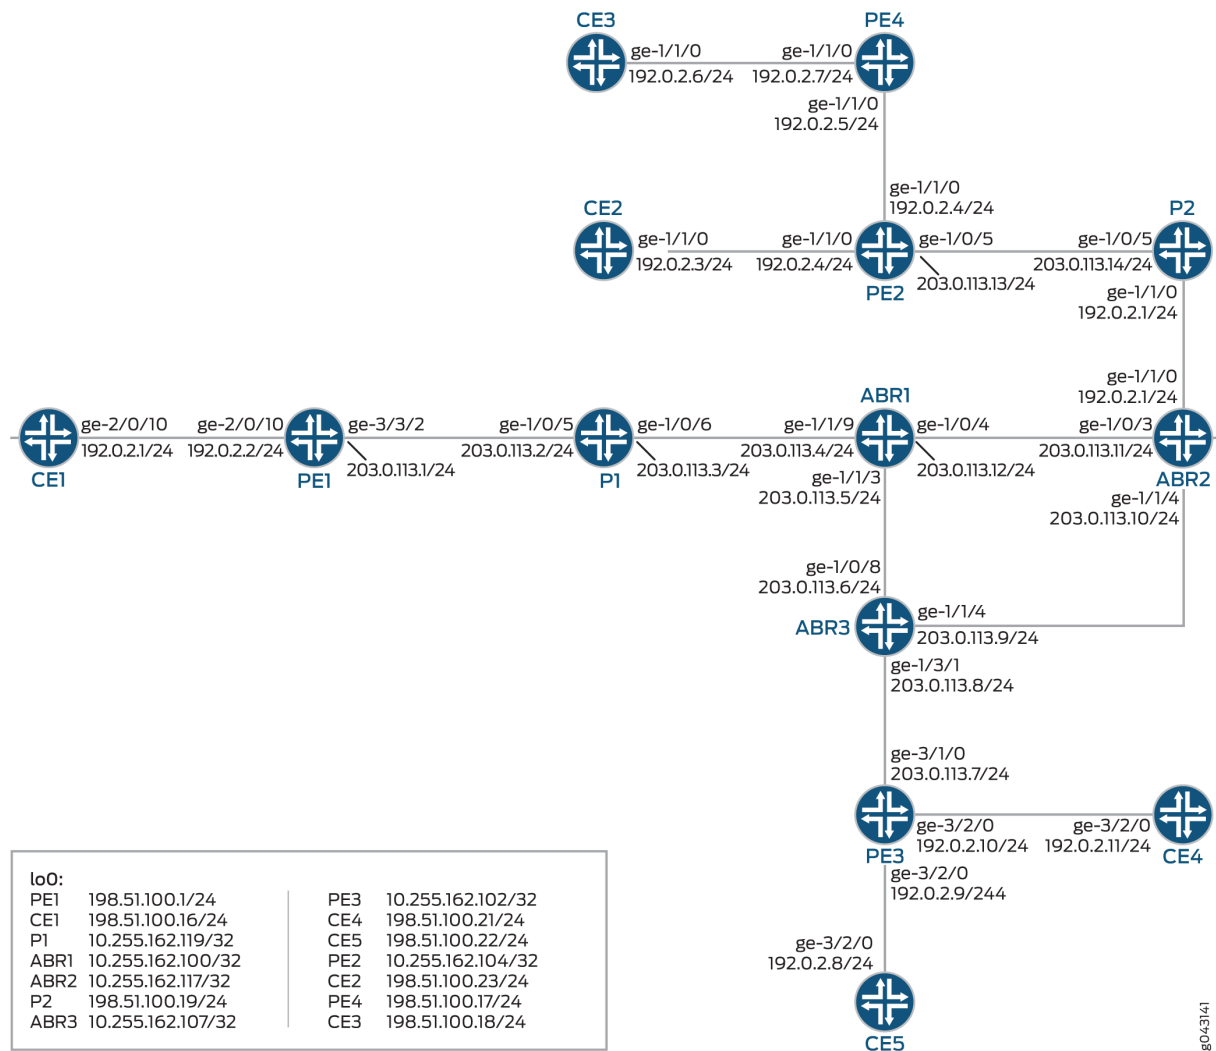 CE3
PE4
ge-1/1/0
ge-1/1/0
192.0.2.6/24
192.0.2.7/24
ge-1/1/0
192.0.2.5/24
ge-1/1/0
192.0.2.4/24
CE2
P2
ge-1/1/0
ge-1/1/0
ge-1/0/5
ge-1/0/5
192.0.2.3/24
192.0.2.4/24
203.0.113.14/24
PE2
203.0.113.13/24
ge-1/1/0
192.0.2.1/24
ge-1/1/0
192.0.2.1/24
ABR1
ge-2/0/10
ge-2/0/10
ge-3/3/2
ge-1/0/5
ge-1/0/6
ge-1/1/9
ge-1/0/4
ge-1/0/3
192.0.2.1/24
192.0.2.2/24
203.0.113.2/24
203.0.113.4/24
203.0.113.11/24
203.0.113.1/24
203.0.113.3/24
203.0.113.12/24
CE1
PE1
P1
ABR2
ge-1/1/3
203.0.113.5/24
ge-1/1/4
203.0.113.10/24
ge-1/0/8
203.0.113.6/24
ABR3
ge-1/1/4
203.0.113.9/24
ge-1/3/1
203.0.113.8/24
ge-3/1/0
203.0.113.7/24
ge-3/2/0
ge-3/2/0
192.0.2.10/24
192.0.2.11/24
PE3
CE4
ge-3/2/0
192.0.2.9/244
ge-3/2/0
192.0.2.8/24
CE5
lo0:
PE1 198.51.100.1/24
CE1 198.51.100.16/24
P1 10.255.162.119/32
ABR1 10.255.162.100/32
ABR2 10.255.162.117/32
P2 198.51.100.19/24
ABR3 10.255.162.107/32
PE3 10.255.162.102/32
CE4 198.51.100.21/24
CE5 198.51.100.22/24
PE2 10.255.162.104/32
CE2 198.51.100.23/24
PE4 198.51.100.17/24
CE3 198.51.100.18/24
g043141